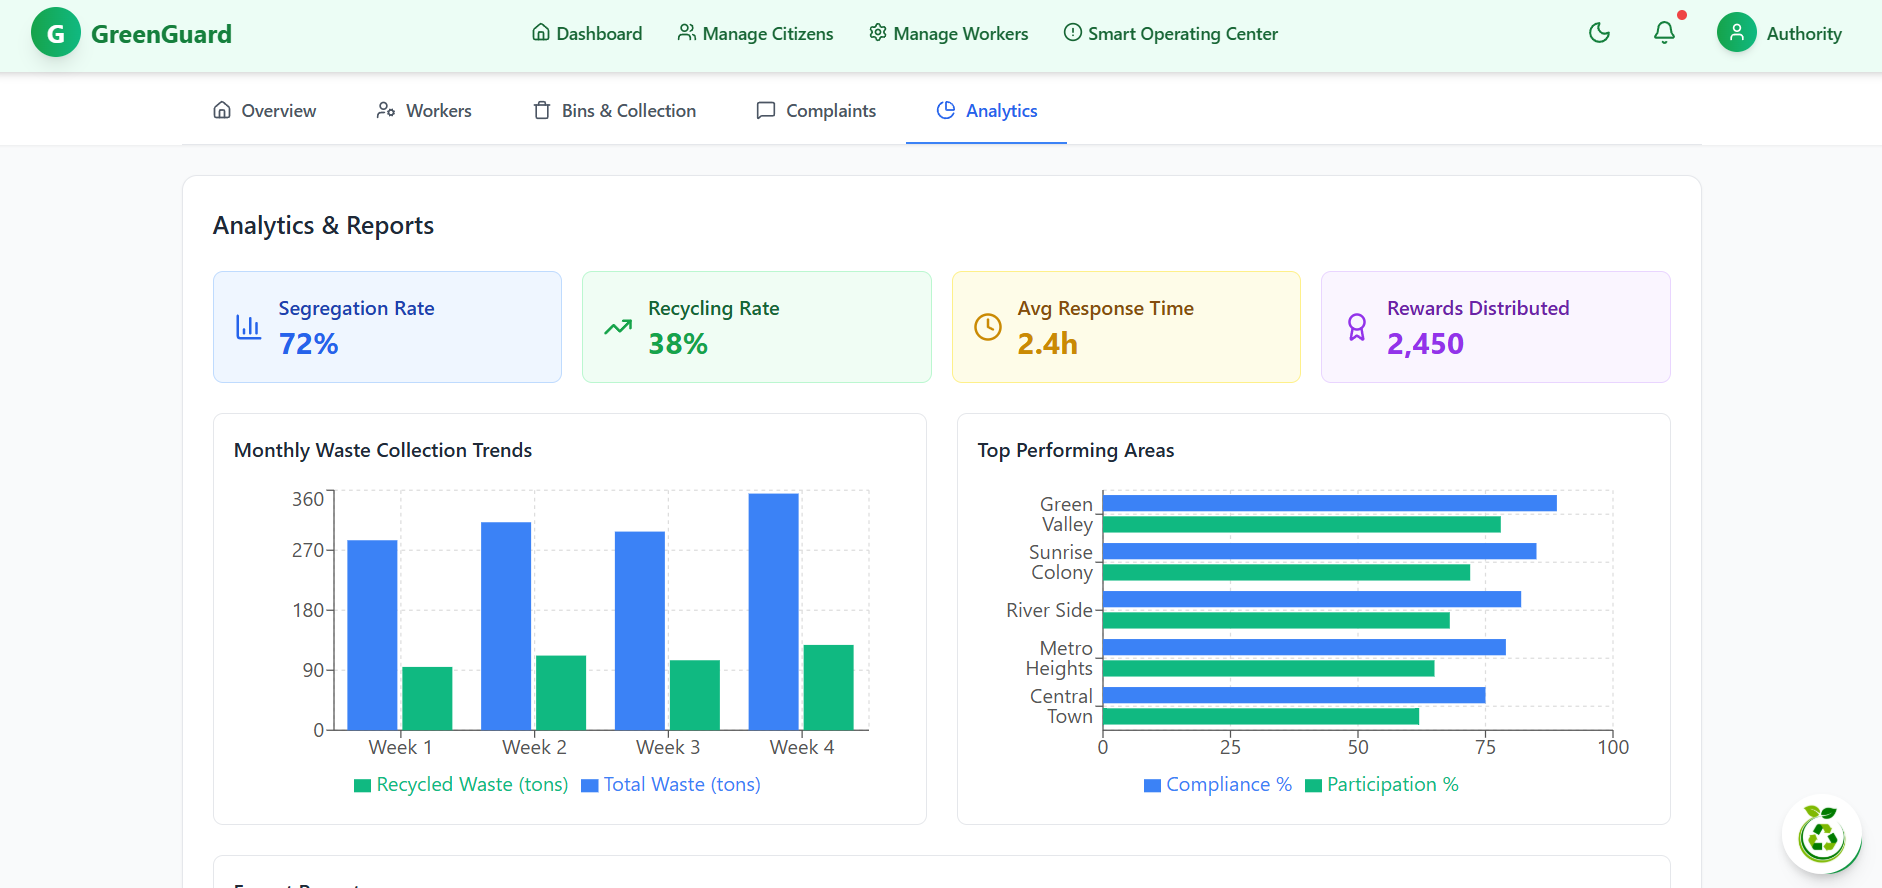 G GreenGuard
Dashboard
Manage Citizens
Manage Workers
Smart Operating Center
Authority
Overview
Workers
Bins & Collection
Complaints
Analytics
Analytics & Reports
Segregation Rate
72%
Recycling Rate
38%
Avg Response Time
2.4h
Rewards Distributed
2,450
Monthly Waste Collection Trends
360
270
180
90
0
Week 1
Week 2
Week 3
Week 4
Recycled Waste (tons)
Total Waste (tons)
Top Performing Areas
Green
Valley
Sunrise
Colony
River Side
Metro
Heights
Central
Town
0
25
50
75
100
Compliance %
Participation %